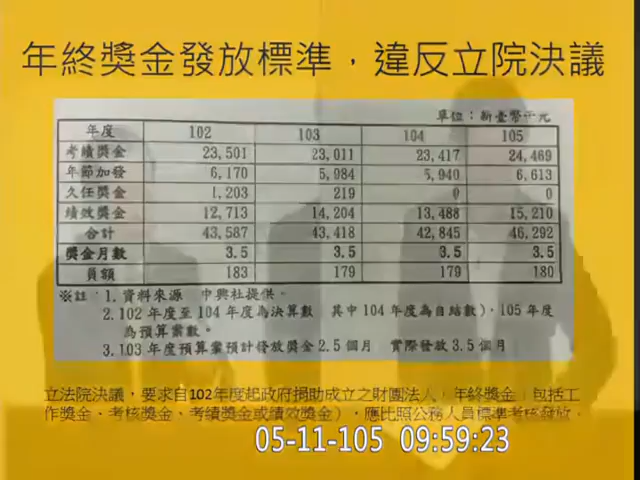 年終獎金發放標準，違反立院決議
單位：新臺幣千元
年度 102 103 104 105
考績獎金 23,501 23,011 23,417 24,469
年節加發 6,170 5,984 5,940 6,613
久任獎金 1,203 219 0 0
績效獎金 12,713 14,204 13,488 15,210
合計 43,587 43,418 42,845 46,292
獎金月數 3.5 3.5 3.5 3.5
員額 183 179 179 180
※註：1.資料來源 中興社提供。
2.102年度至104年度為決算數 其中104年度為自結數），105年度
為預算案數。
3.103年度預算案預計發放獎金2.5個月 實際發放3.5個月
立法院決議，要求自102年度起政府捐助成立之財團法人「年終獎金」包括工
作獎金、考核獎金、考績獎金或績效獎金），應比照公務人員標準考核發放。
05-11-105 09:59:23